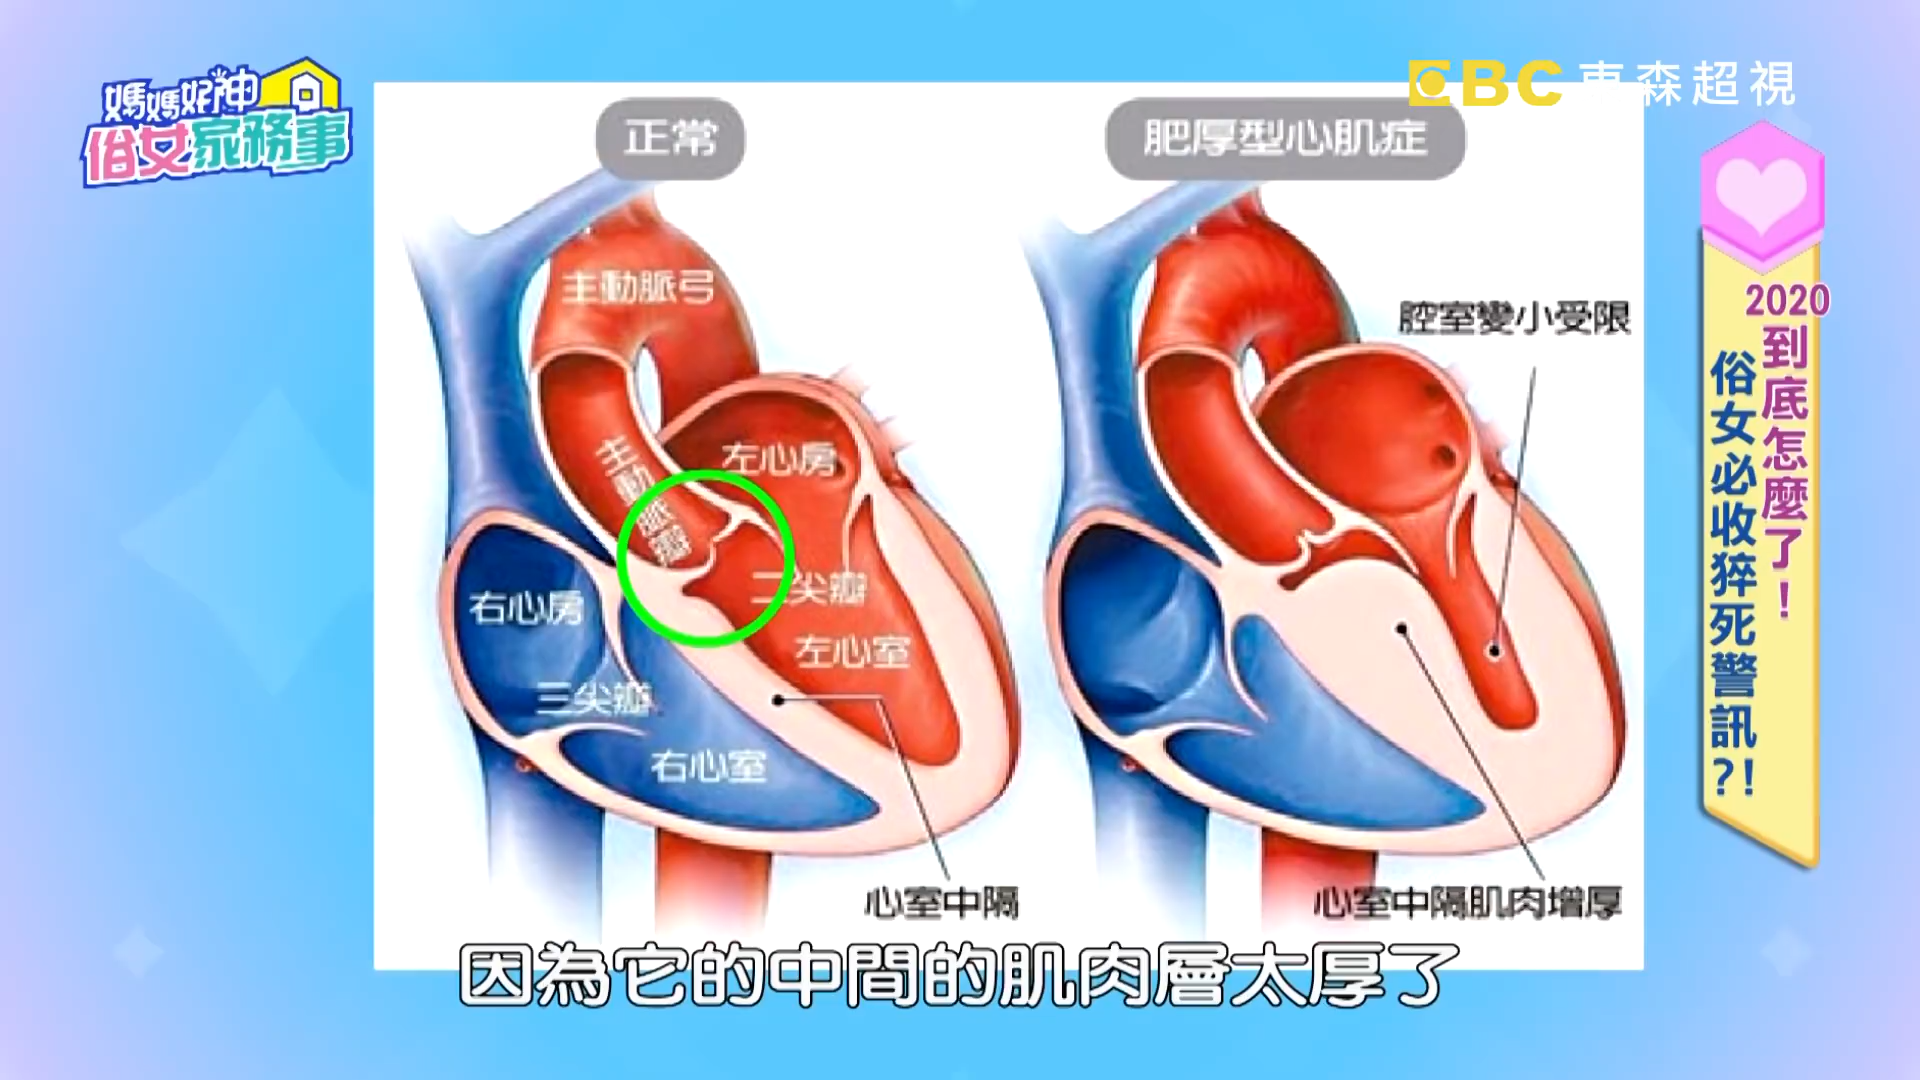 媽媽好神
俗女家務事
EBC 東森超視
正常
肥厚型心肌症
主動脈弓
腔室變小受限
左心房
主動脈瓣
二尖瓣
右心房
左心室
三尖瓣
右心室
心室中隔
心室中隔肌肉增厚
2020到底怎麼了!
俗女必收猝死警訊?!
因為它的中間的肌肉層太厚了